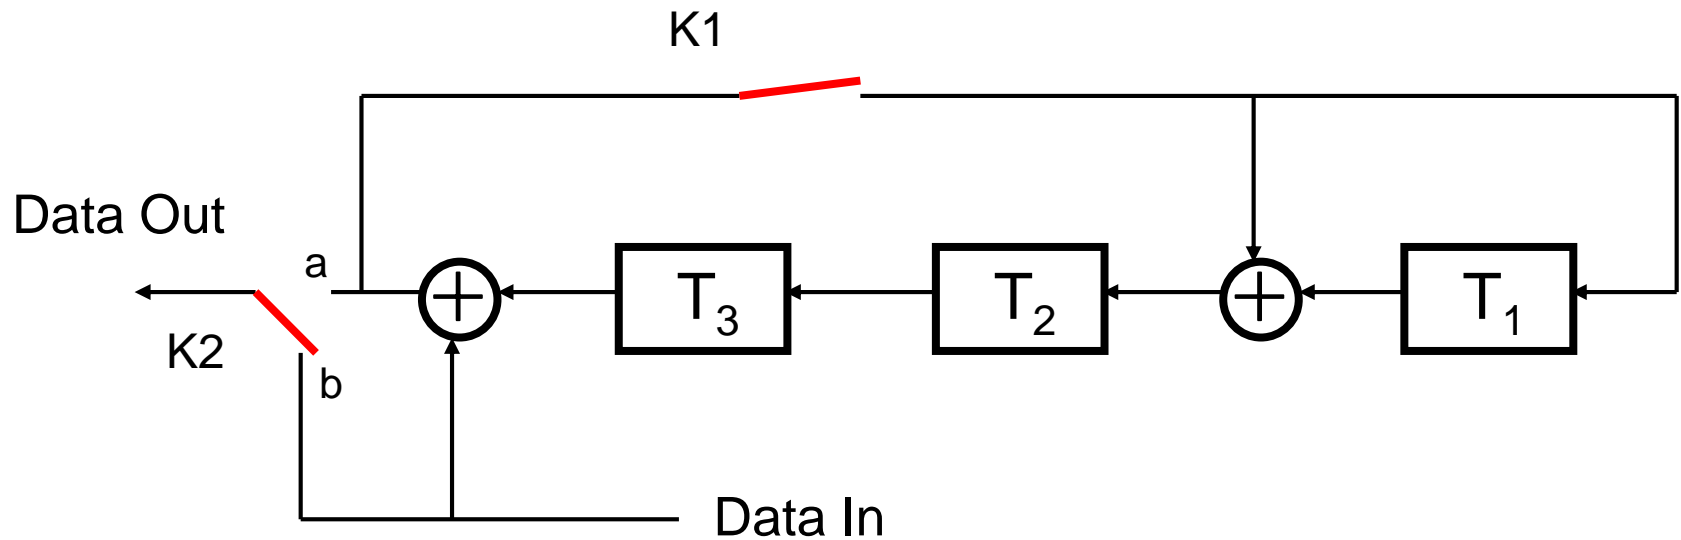 K1
Data Out
a
K2
b
T3
T2
T1
Data In